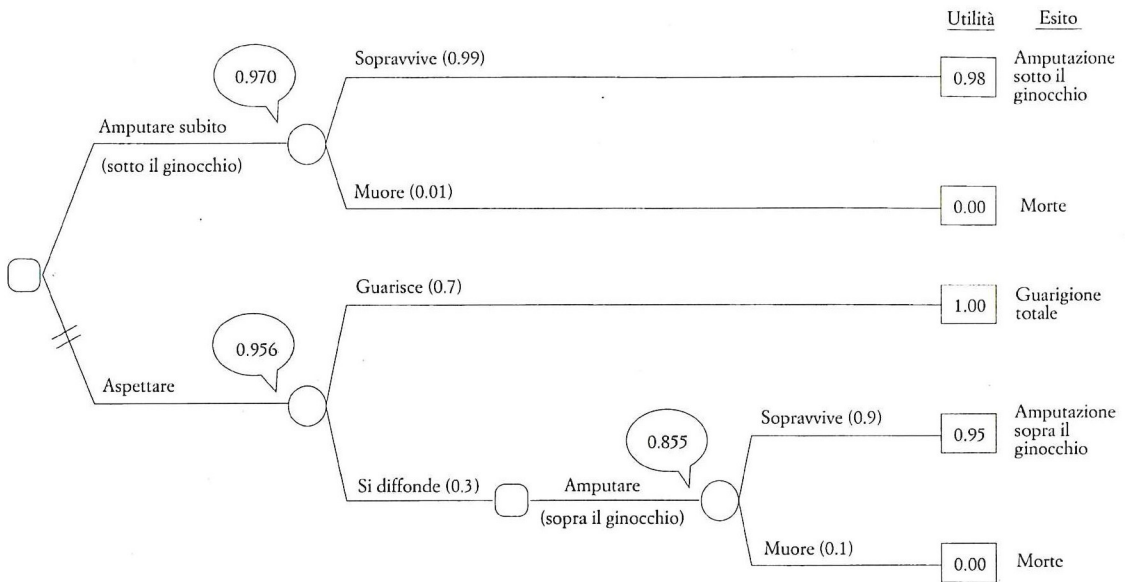 Utilità Esito
Sopravvive (0.99)
0.970
0.98
Amputazione
sotto il
ginocchio
Amputare subito
(sotto il ginocchio)
Muore (0.01)
0.00
Morte
Guarisce (0.7)
1.00
Guarigione
totale
0.956
Aspettare
Sopravvive (0.9)
0.95
Amputazione
sopra il
ginocchio
0.855
Si diffonde (0.3)
Amputare
(sopra il ginocchio)
Muore (0.1)
0.00
Morte